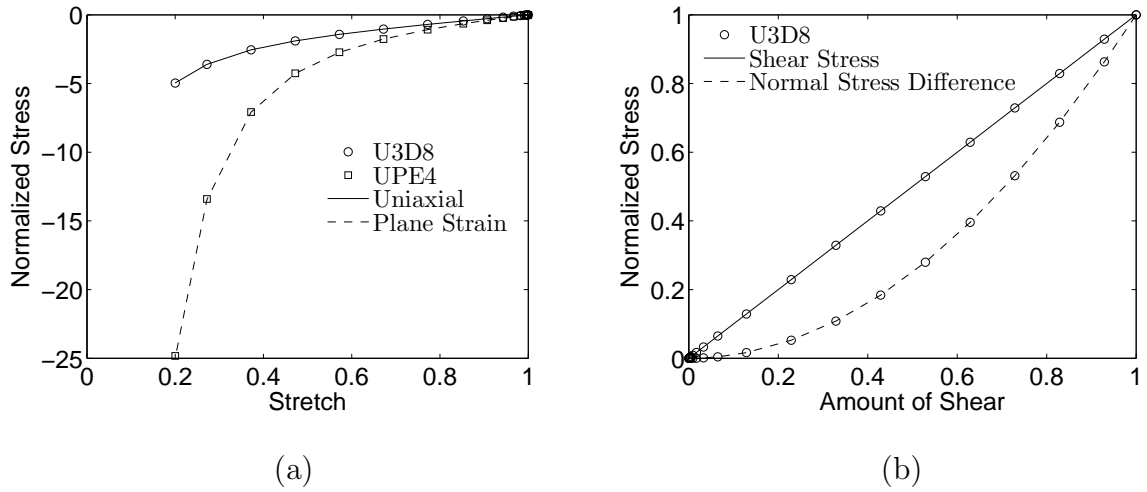 0
−5
−10
−15
−20
−25
0 0.2 0.4 0.6 0.8 1
Stretch
Normalized Stress
U3D8
UPE4
Uniaxial
Plane Strain
(a)
1
0.8
0.6
0.4
0.2
0
0 0.2 0.4 0.6 0.8 1
Amount of Shear
Normalized Stress
U3D8
Shear Stress
Normal Stress Difference
(b)